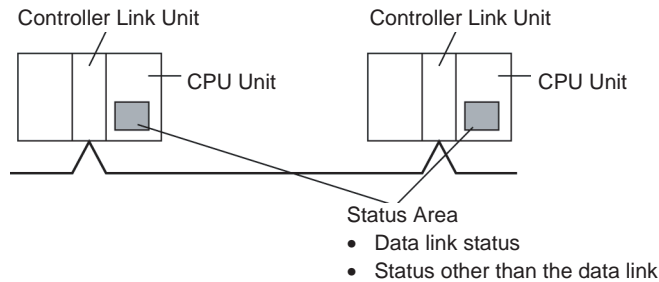 Controller Link Unit
Controller Link Unit
CPU Unit
CPU Unit
Status Area
• Data link status
• Status other than the data link